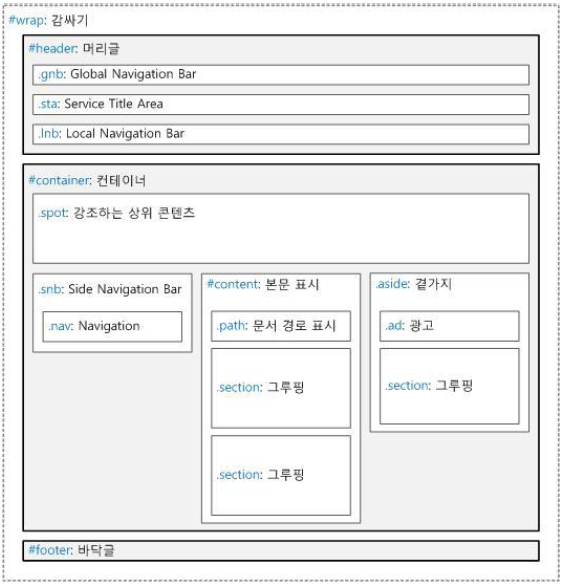 #wrap: 감싸기
#header: 머리글
.gnb: Global Navigation Bar
.sta: Service Title Area
.lnb: Local Navigation Bar
#container: 컨테이너
.spot: 강조하는 상위 콘텐츠
.snb: Side Navigation Bar
.nav: Navigation
#content: 본문 표시
.path: 문서 경로 표시
.section: 그루핑
.section: 그루핑
.aside: 곁가지
.ad: 광고
.section: 그루핑
#footer: 바닥글